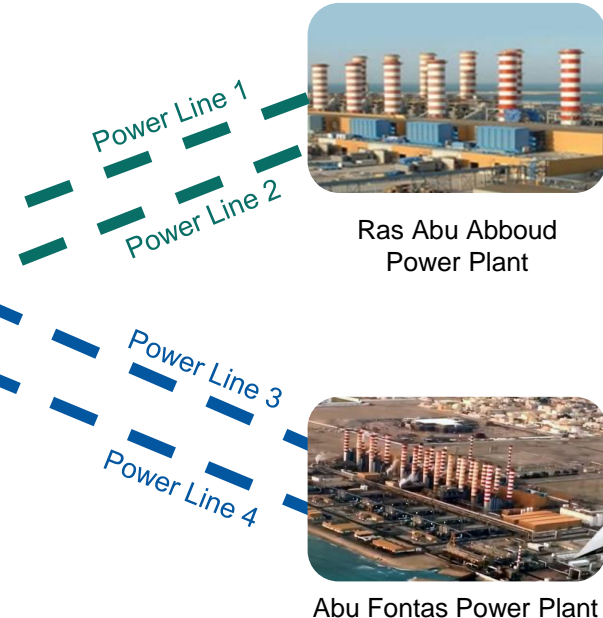 Power Line 1
Power Line 2
Ras Abu Abboud
Power Plant
Power Line 3
Power Line 4
Abu Fontas Power Plant